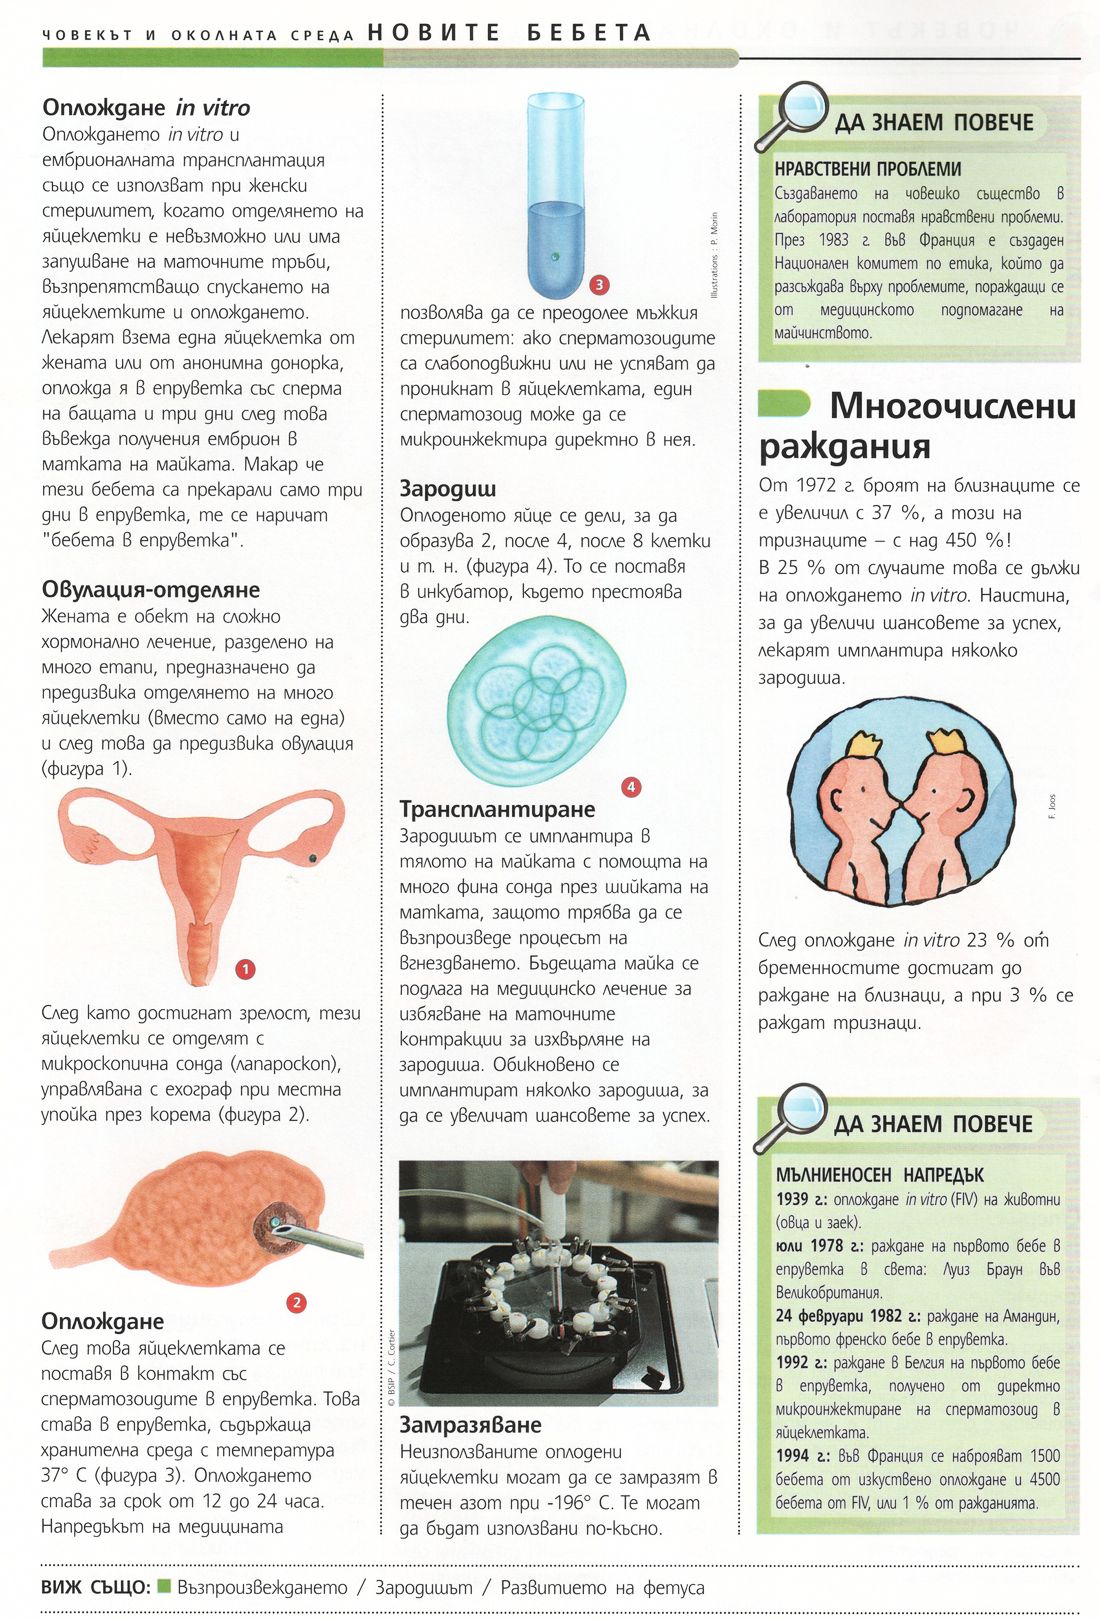 ЧОВЕКЪТ И ОКОЛНАТА СРЕДА НОВИТЕ БЕБЕТА
Оплождане in vitro
Оплождането in vitro и
ембрионалната трансплантация
също се използват при женски
стерилитет, когато отделянето на
яйцеклетки е невъзможно или има
запушване на маточните тръби,
възпрепятстващо спускането на
яйцеклетките и оплождането.
Лекарят взема една яйцеклетка от
жената или от анонимна донорка,
опложда я в епруветка със сперма
на бащата и три дни след това
въвежда получения ембрион в
матката на майката. Макар че
тези бебета са прекарали само три
дни в епруветка, те се наричат
"бебета в епруветка".
Овулация-отделяне
Жената е обект на сложно
хормонално лечение, разделено на
много етапи, предназначено да
предизвика отделянето на много
яйцеклетки (вместо само на една)
и след това да предизвика овулация
(фигура 1).
1
След като достигнат зрелост, тези
яйцеклетки се отделят с
микроскопична сонда (лапароскоп),
управлявана с ехограф при местна
упойка през корема (фигура 2).
2
Оплождане
След това яйцеклетката се
поставя в контакт със
сперматозоидите в епруветка. Това
става в епруветка, съдържаща
хранителна среда с температура
37° С (фигура 3). Оплождането
става за срок от 12 до 24 часа.
Напредъкът на медицината
3
Illustrations : P. Morin
позволява да се преодолее мъжкия
стерилитет: ако сперматозоидите
са слабоподвижни или не успяват да
проникнат в яйцеклетката, един
сперматозоид може да се
микроинжектира директно в нея.
Зародиш
Оплоденото яйце се дели, за да
образува 2, после 4, после 8 клетки
и т. н. (фигура 4). То се поставя
в инкубатор, където престоява
два дни.
4
Трансплантиране
Зародишът се имплантира в
тялото на майката с помощта на
много фина сонда през шийката на
матката, защото трябва да се
възпроизведе процесът на
вгнездването. Бъдещата майка се
подлага на медицинско лечение за
избягване на маточните
контракции за изхвърляне на
зародиша. Обикновено се
имплантират няколко зародиша, за
да се увеличат шансовете за успех.
© BSIP / C. Cortier
Замразяване
Неизползваните оплодени
яйцеклетки могат да се замразят в
течен азот при -196° С. Те могат
да бъдат използвани по-късно.
ДА ЗНАЕМ ПОВЕЧЕ
НРАВСТВЕНИ ПРОБЛЕМИ
Създаването на човешко същество в
лаборатория поставя нравствени проблеми.
През 1983 г. във Франция е създаден
Национален комитет по етика, който да
разсъждава върху проблемите, пораждащи се
от медицинското подпомагане на
майчинството.
Многочислени
раждания
От 1972 г. броят на близнаците се
е увеличил с 37 %, а този на
тризнаците – с над 450 %!
В 25 % от случаите това се дължи
на оплождането in vitro. Наистина,
за да увеличи шансовете за успех,
лекарят имплантира няколко
зародиша.
F. Joos
След оплождане in vitro 23 % от
бременностите достигат до
раждане на близнаци, а при 3 % се
раждат тризнаци.
ДА ЗНАЕМ ПОВЕЧЕ
МЪЛНИЕНОСЕН НАПРЕДЪК
1939 г.: оплождане in vitro (FIV) на животни
(овца и заек).
юли 1978 г.: раждане на първото бебе в
епруветка в света: Луиз Браун във
Великобритания.
24 февруари 1982 г.: раждане на Амандин,
първото френско бебе в епруветка.
1992 г.: раждане в Белгия на първото бебе
в епруветка, получено от директно
микроинжектиране на сперматозоид в
яйцеклетката.
1994 г.: във Франция се наброяват 1500
бебета от изкуствено оплождане и 4500
бебета от FIV, или 1 % от ражданията.
ВИЖ СЪЩО: Възпроизвеждането / Зародишът / Развитието на фетуса